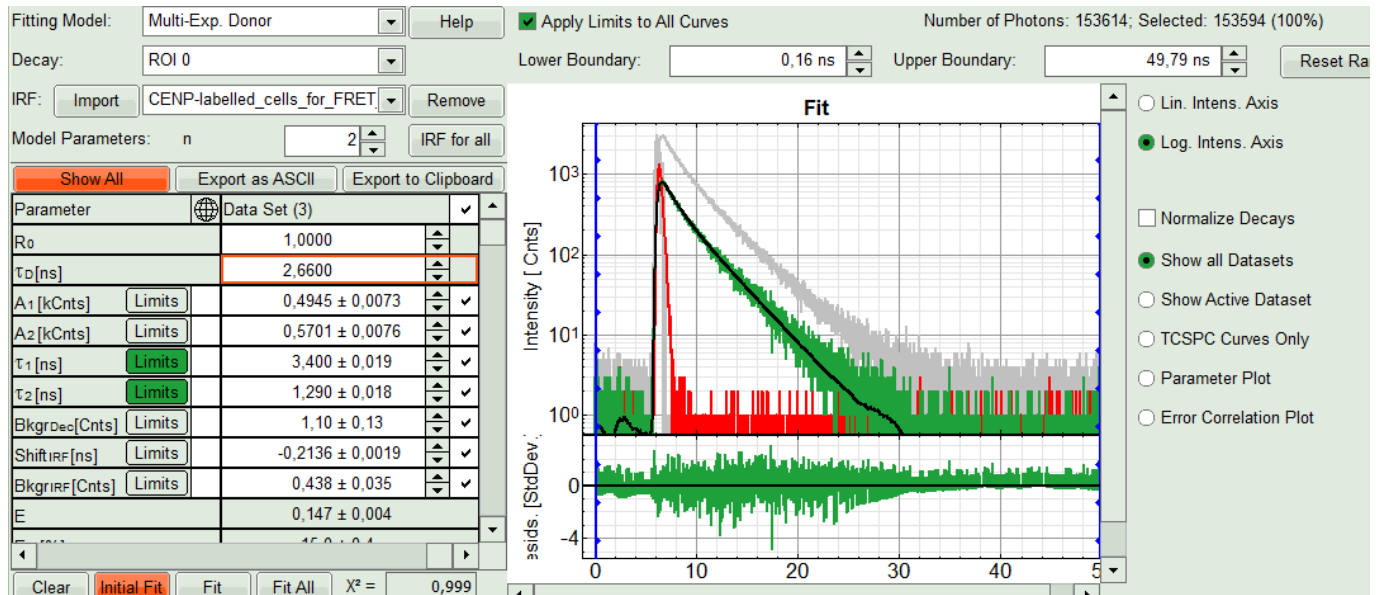 Fitting Model: Multi-Exp. Donor Help
Apply Limits to All Curves Number of Photons: 153614; Selected: 153594 (100%)
Decay: ROI 0
Lower Boundary: 0,16 ns Upper Boundary: 49,79 ns Reset Ra
IRF: Import CENP-labelled_cells_for_FRET_ Remove
Model Parameters: n 2 IRF for all
Show All Export as ASCII Export to Clipboard
Parameter Data Set (3)
R₀ 1,0000
τD[ns] 2,6600
A₁[kCnts] Limits 0,4945 ± 0,0073
A₂[kCnts] Limits 0,5701 ± 0,0076
τ₁[ns] Limits 3,400 ± 0,019
τ₂[ns] Limits 1,290 ± 0,018
BkgrDec[Cnts] Limits 1,10 ± 0,13
ShiftIRF[ns] Limits -0,2136 ± 0,0019
BkgrIRF[Cnts] Limits 0,438 ± 0,035
E 0,147 ± 0,004
Clear Initial Fit Fit Fit All X² = 0,999
Fit
Intensity [ Cnts]
10³
10²
10¹
10⁰
esids. [StdDev.
0
-4
0 10 20 30 40 5
Lin. Intens. Axis
Log. Intens. Axis
Normalize Decays
Show all Datasets
Show Active Dataset
TCSPC Curves Only
Parameter Plot
Error Correlation Plot